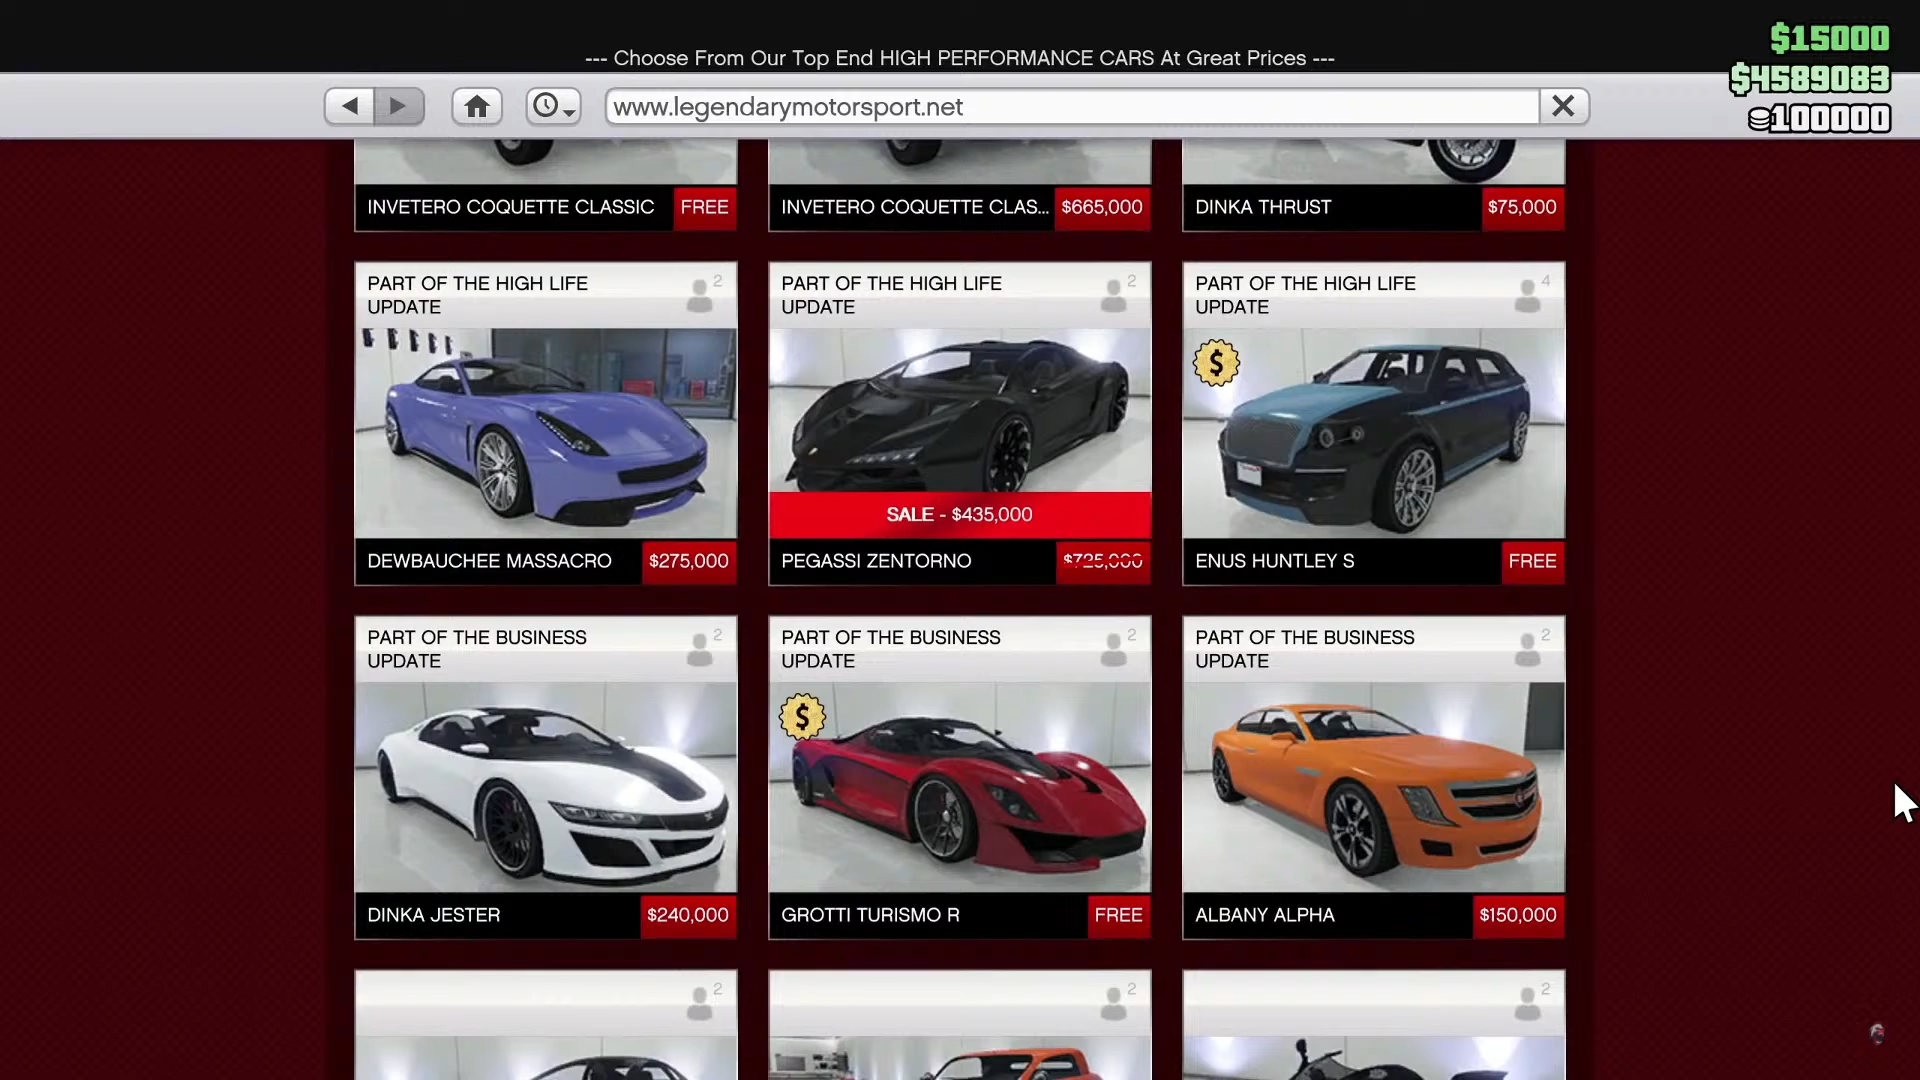 --- Choose From Our Top End HIGH PERFORMANCE CARS At Great Prices ---
$15000
$4589083
100000
www.legendarymotorsport.net
INVETERO COQUETTE CLASSIC FREE
INVETERO COQUETTE CLAS... $665,000
DINKA THRUST $75,000
PART OF THE HIGH LIFE
UPDATE
2
DEWBAUCHEE MASSACRO $275,000
PART OF THE HIGH LIFE
UPDATE
2
SALE - $435,000
PEGASSI ZENTORNO $725,000
PART OF THE HIGH LIFE
UPDATE
4
$
ENUS HUNTLEY S FREE
PART OF THE BUSINESS
UPDATE
2
DINKA JESTER $240,000
PART OF THE BUSINESS
UPDATE
2
$
GROTTI TURISMO R FREE
PART OF THE BUSINESS
UPDATE
2
ALBANY ALPHA $150,000
2
2
2